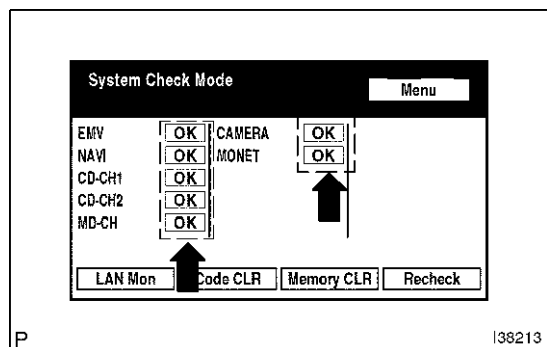 System Check Mode
Menu
EMV OK CAMERA OK
NAVI OK MONET OK
CD-CH1 OK
CD-CH2 OK
MD-CH OK
LAN Mon Code CLR Memory CLR Recheck
P I38213